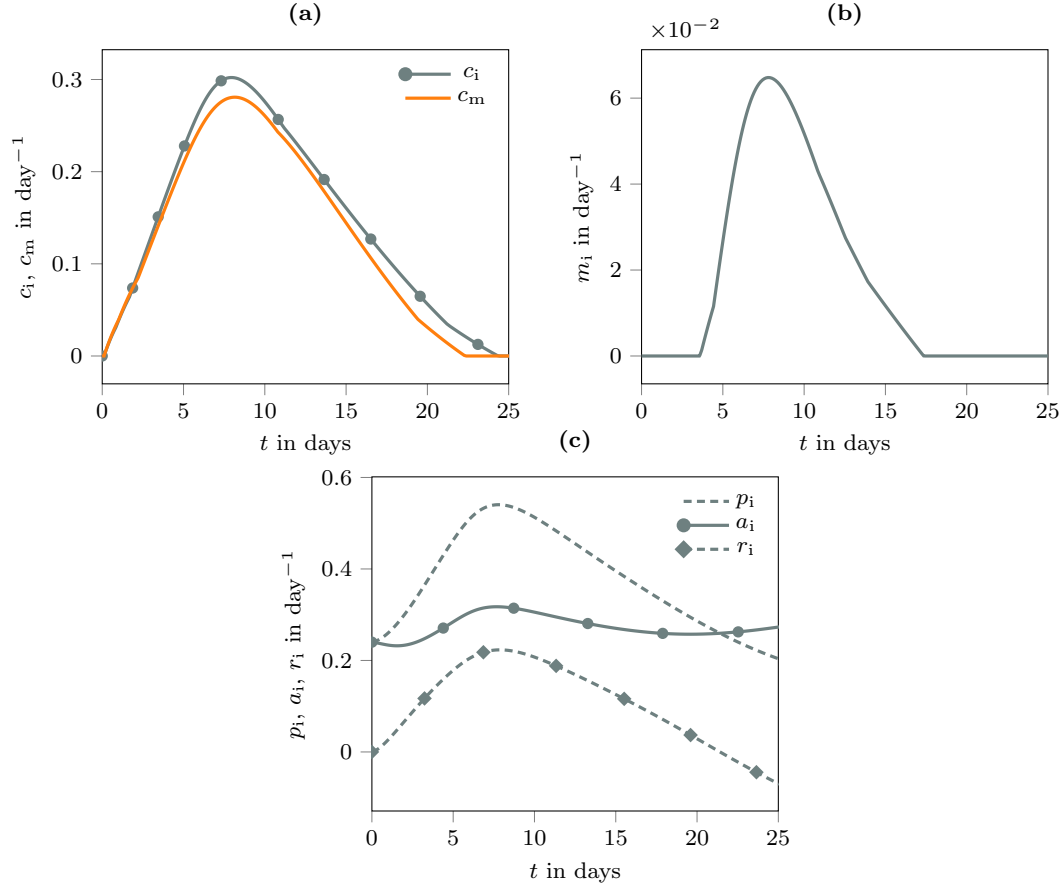 (a)
c_i, c_m in day⁻¹
0.3
0.2
0.1
0
c_i
c_m
0 5 10 15 20 25
t in days
(b)
×10⁻²
m_i in day⁻¹
6
4
2
0
0 5 10 15 20 25
t in days
(c)
p_i, a_i, r_i in day⁻¹
0.6
0.4
0.2
0
p_i
a_i
r_i
0 5 10 15 20 25
t in days